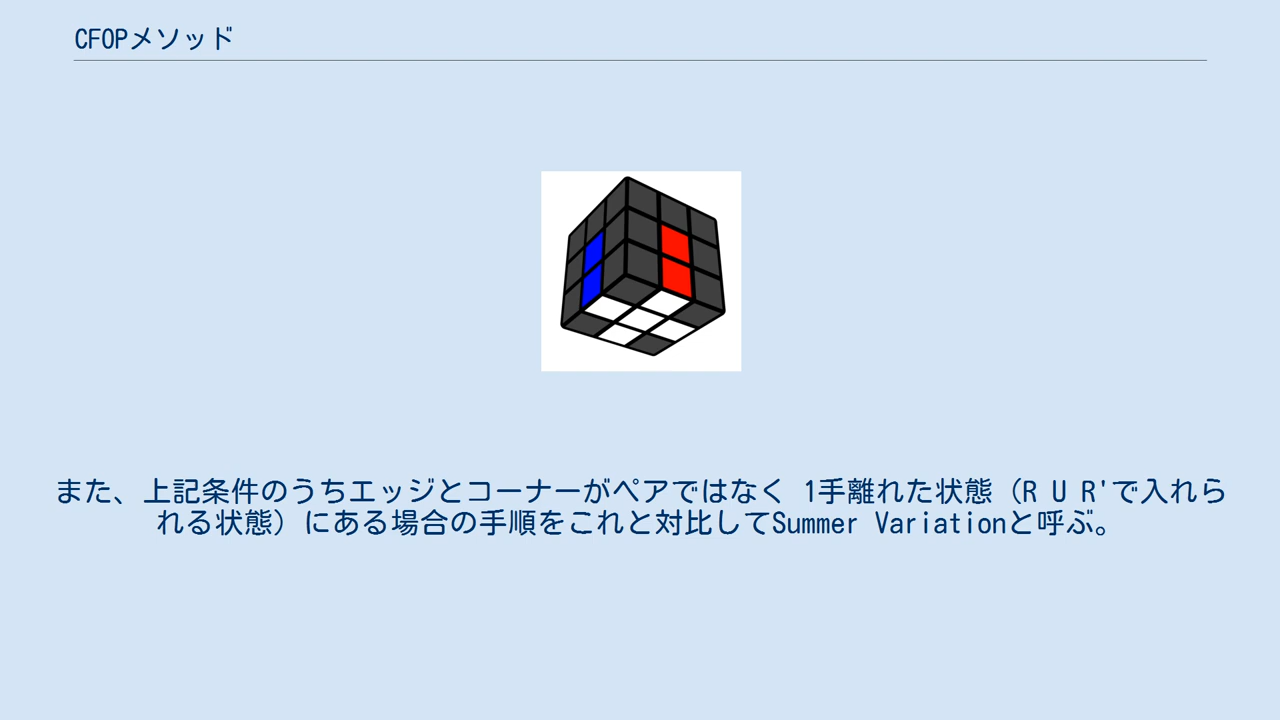 CFOPメソッド
また、上記条件のうちエッジとコーナーがペアではなく 1手離れた状態（R U R'で入れら
れる状態）にある場合の手順をこれと対比してSummer Variationと呼ぶ。